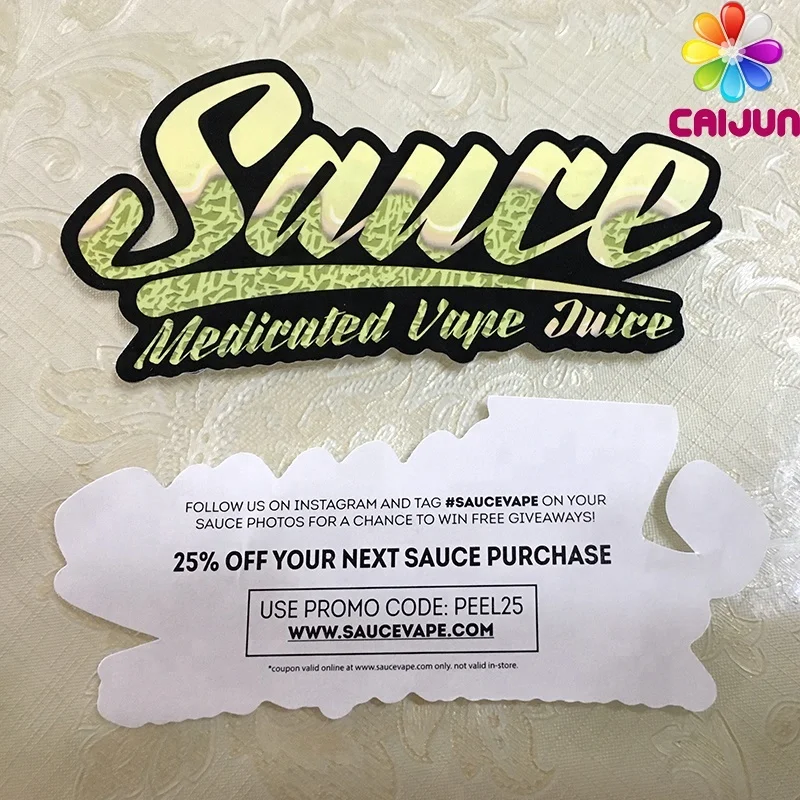 CAIJUN
Sauce
Medicated Vape Juice
FOLLOW US ON INSTAGRAM AND TAG #SAUCEVAPE ON YOUR
SAUCE PHOTOS FOR A CHANCE TO WIN FREE GIVEAWAYS!
25% OFF YOUR NEXT SAUCE PURCHASE
USE PROMO CODE: PEEL25
WWW.SAUCEVAPE.COM
*coupon valid online at www.saucevape.com only. not valid in-store.